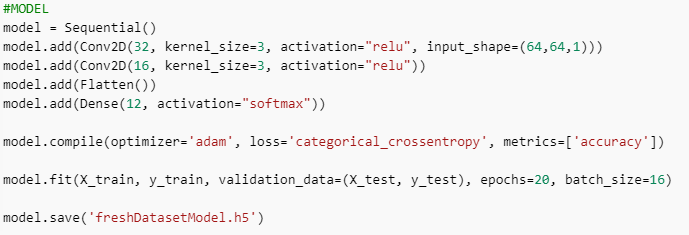 #MODEL
model = Sequential()
model.add(Conv2D(32, kernel_size=3, activation="relu", input_shape=(64,64,1)))
model.add(Conv2D(16, kernel_size=3, activation="relu"))
model.add(Flatten())
model.add(Dense(12, activation="softmax"))
model.compile(optimizer='adam', loss='categorical_crossentropy', metrics=['accuracy'])
model.fit(X_train, y_train, validation_data=(X_test, y_test), epochs=20, batch_size=16)
model.save('freshDatasetModel.h5')